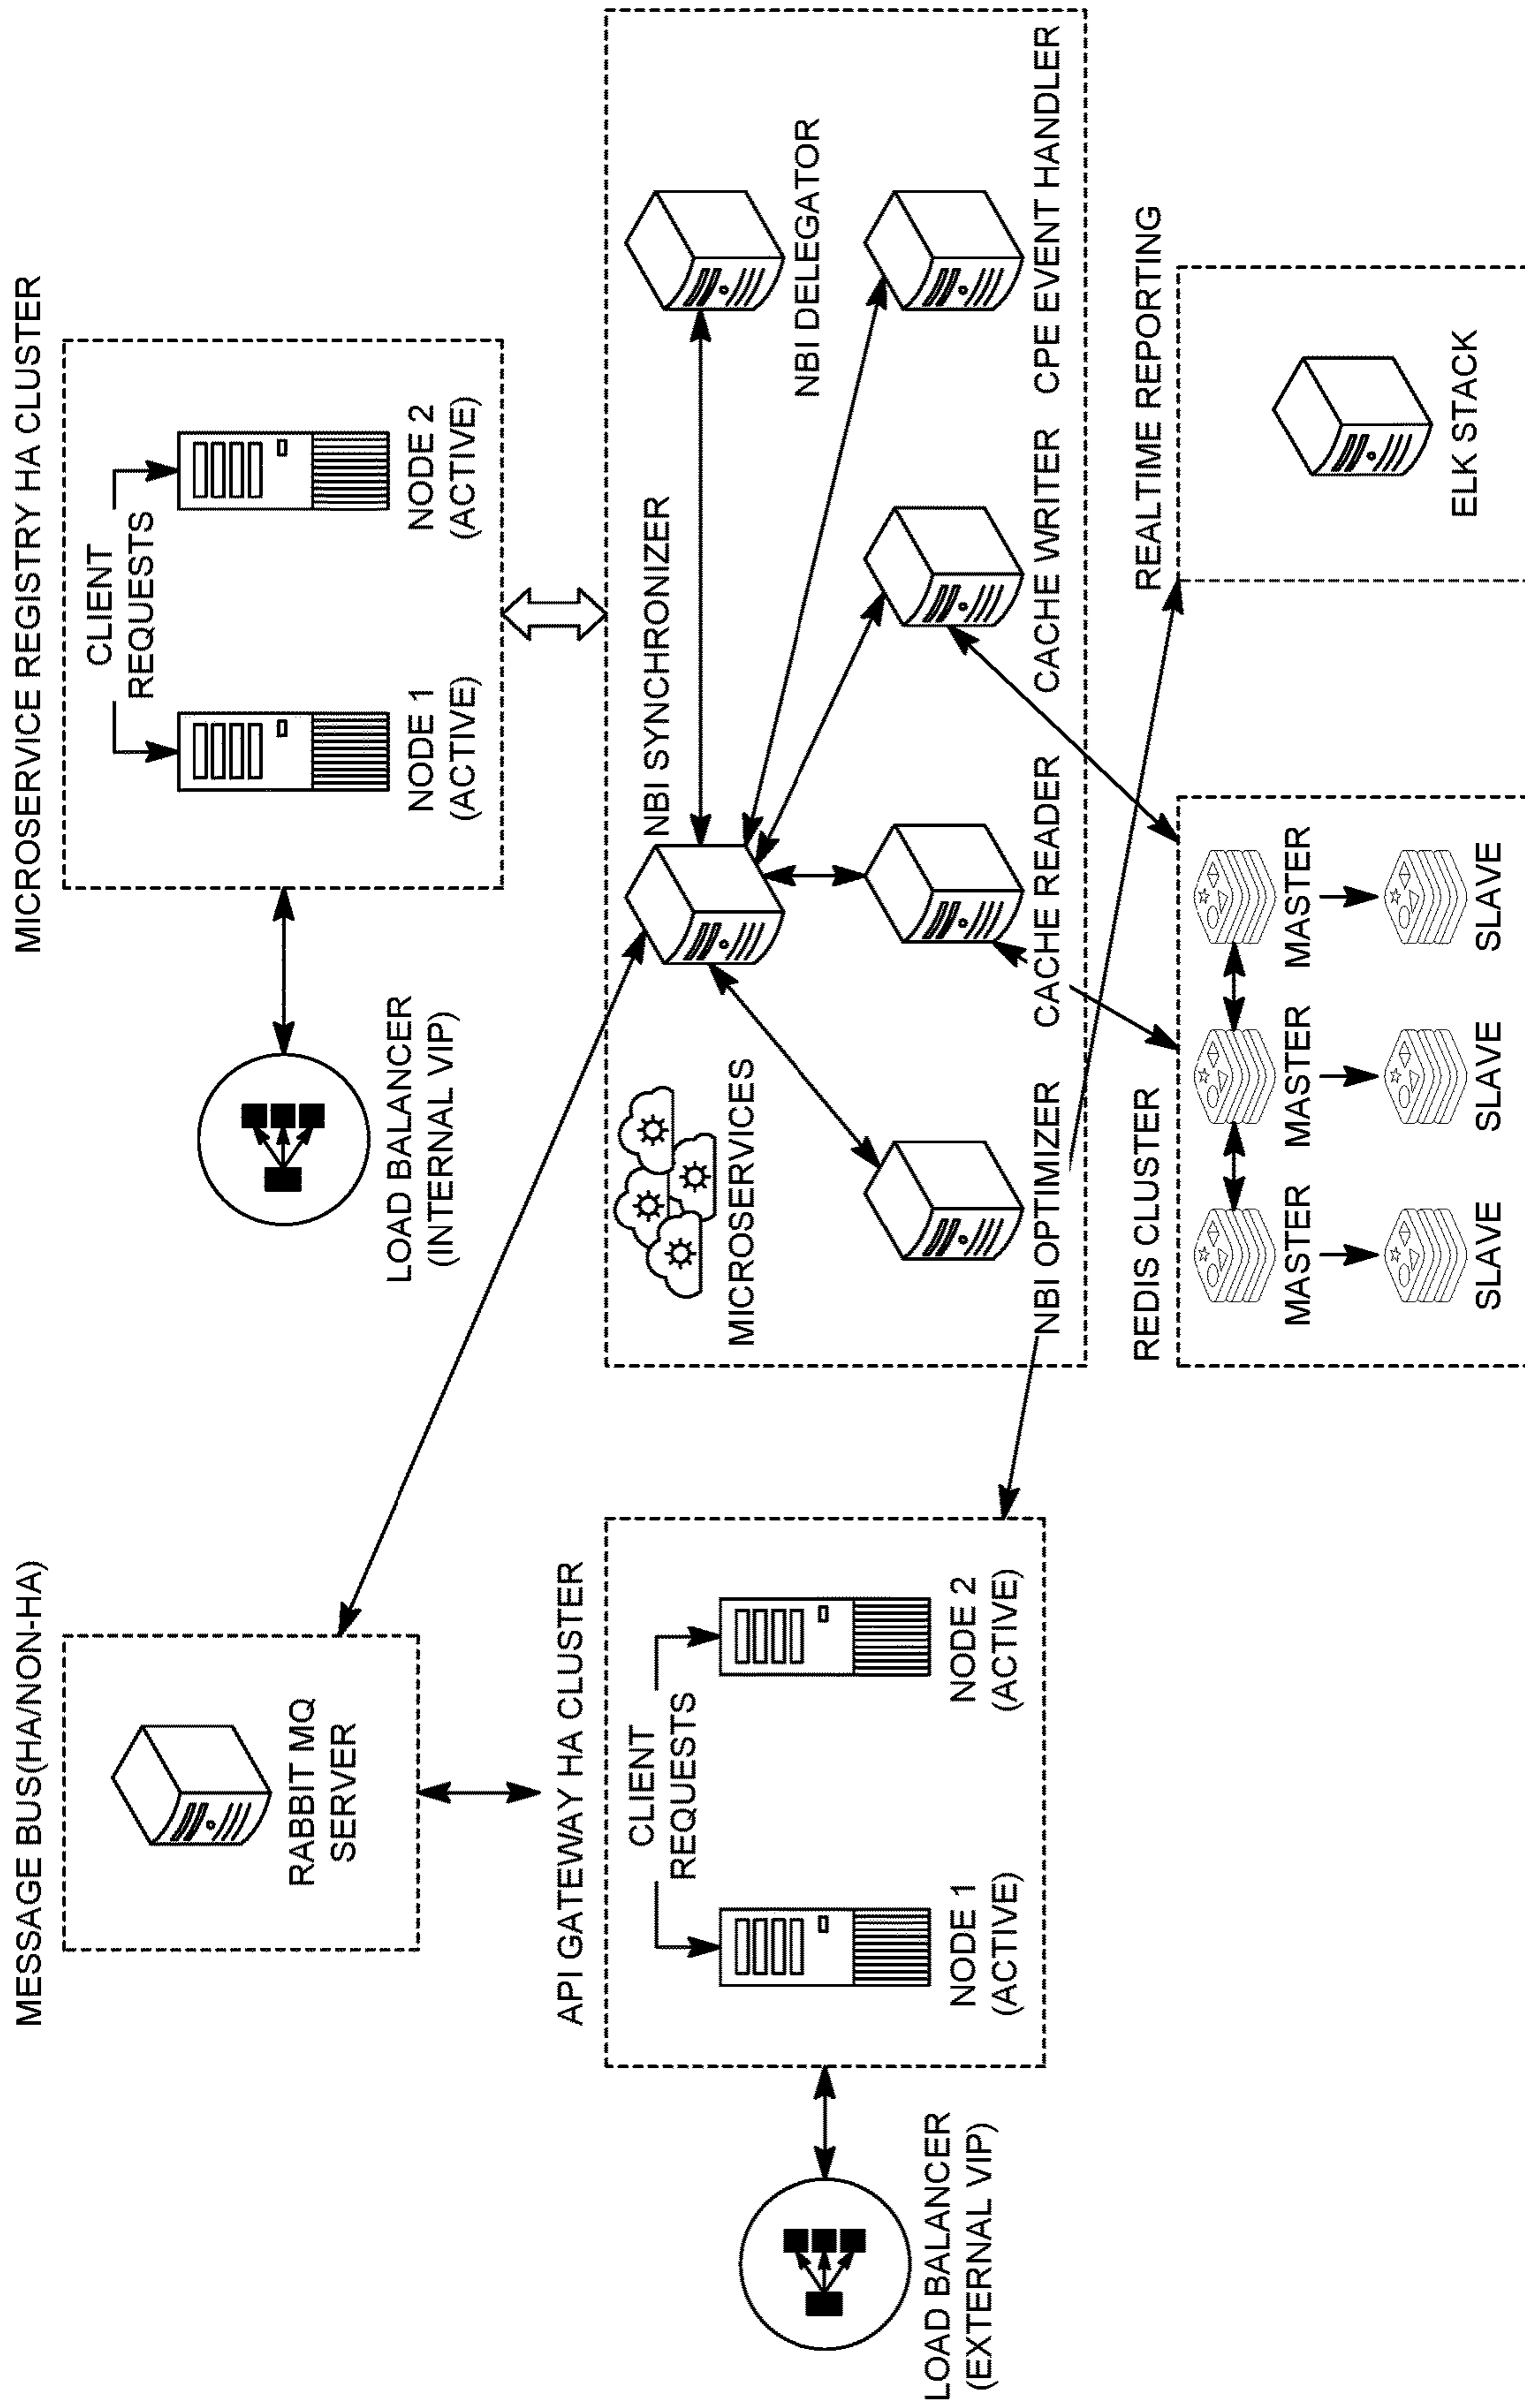 MESSAGE BUS(HA/NON-HA)
RABBIT MQ
SERVER
MICROSERVICE REGISTRY HA CLUSTER
CLIENT
REQUESTS
NODE 1
(ACTIVE)
NODE 2
(ACTIVE)
LOAD BALANCER
(INTERNAL VIP)
API GATEWAY HA CLUSTER
CLIENT
REQUESTS
NODE 1
(ACTIVE)
NODE 2
(ACTIVE)
LOAD BALANCER
(EXTERNAL VIP)
MICROSERVICES
NBI SYNCHRONIZER
NBI DELEGATOR
NBI OPTIMIZER
CACHE READER
CACHE WRITER
CPE EVENT HANDLER
REDIS CLUSTER
MASTER
MASTER
MASTER
SLAVE
SLAVE
SLAVE
REALTIME REPORTING
ELK STACK